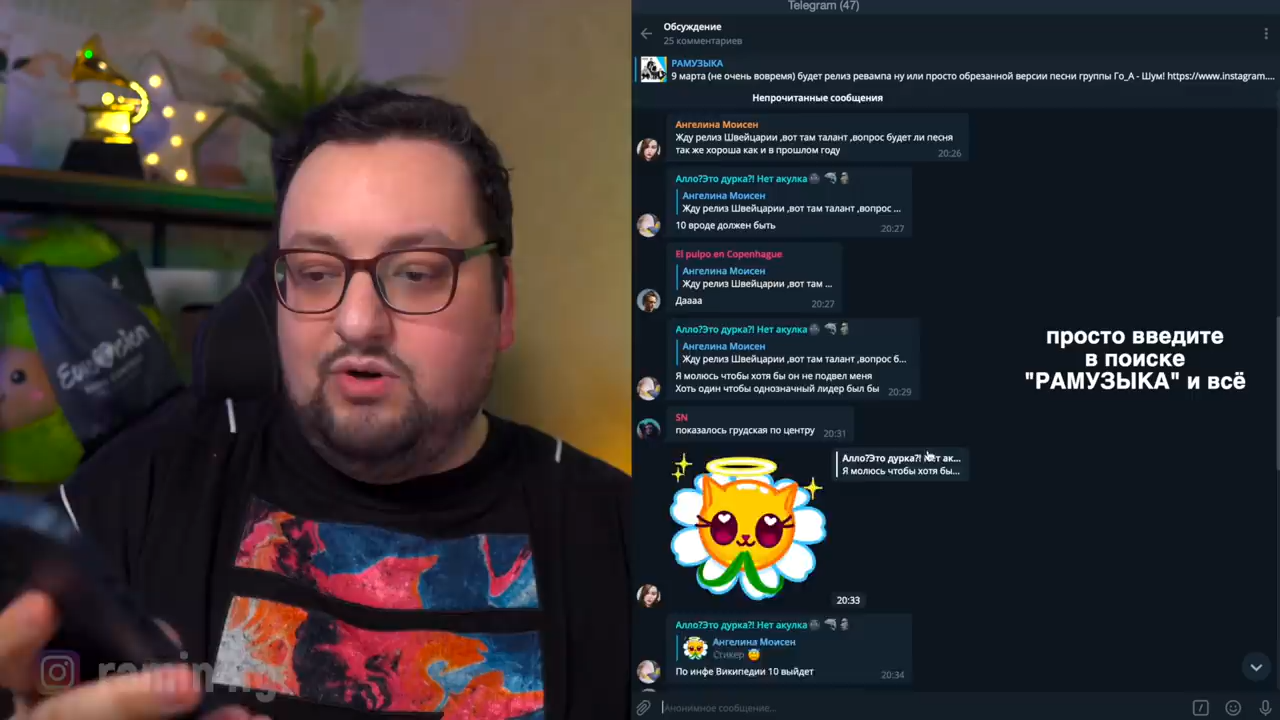 Telegram (47)
Обсуждение
25 комментариев
РАМУЗЫКА
9 марта (не очень вовремя) будет релиз ревампа ну или просто обрезанной версии песни группы Го_А - Шум! https://www.instagram....
Непрочитанные сообщения
Ангелина Моисен
Жду релиз Швейцарии ,вот там талант ,вопрос будет ли песня
так же хороша как и в прошлом году
20:26
Алло?Это дурка?! Нет акулка
Ангелина Моисен
Жду релиз Швейцарии ,вот там талант ,вопрос ...
10 вроде должен быть
20:27
El pulpo en Copenhague
Ангелина Моисен
Жду релиз Швейцарии ,вот там ...
Даааа
20:27
Алло?Это дурка?! Нет акулка
Ангелина Моисен
Жду релиз Швейцарии ,вот там талант ,вопрос б...
Я молюсь чтобы хотя бы он не подвел меня
Хоть один чтобы однозначный лидер был бы
20:29
SN
показалось грудская по центру
20:31
Алло?Это дурка?! Нет ак...
Я молюсь чтобы хотя бы...
20:33
Алло?Это дурка?! Нет акулка
Ангелина Моисен
Стикер
По инфе Википедии 10 выйдет
20:34
Анонимное сообщение...
просто введите
в поиске
"РАМУЗЫКА" и всё
Eurovision